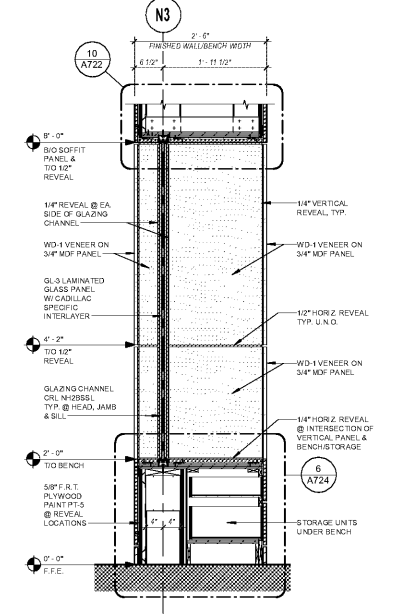 N3
2' - 6"
FINISHED WALL/BENCH WIDTH
6 1/2"
1' - 11 1/2"
10
A722
8' - 0"
B/O SOFFIT
PANEL &
T/O 1/2"
REVEAL
1/4" REVEAL @ EA.
SIDE OF GLAZING
CHANNEL
WD-1 VENEER ON
3/4" MDF PANEL
GL-3 LAMINATED
GLASS PANEL
W/ CADILLAC
SPECIFIC
INTERLAYER
4' - 2"
T/O 1/2"
REVEAL
GLAZING CHANNEL
CRL NH2BSSL
TYP. @ HEAD, JAMB
& SILL
2' - 0"
T/O BENCH
5/8" F.R.T.
PLYWOOD
PAINT PT-5
@ REVEAL
LOCATIONS
4"
4"
0' - 0"
F.F.E.
1/4" VERTICAL
REVEAL, TYP.
WD-1 VENEER ON
3/4" MDF PANEL
1/2" HORIZ. REVEAL
TYP. U.N.O.
WD-1 VENEER ON
3/4" MDF PANEL
1/4" HORIZ. REVEAL
@ INTERSECTION OF
VERTICAL PANEL &
BENCH/STORAGE
6
A724
STORAGE UNITS
UNDER BENCH